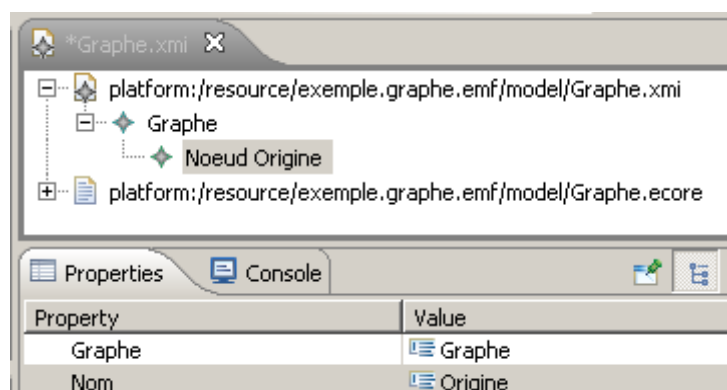 *Graphe.xmi
platform:/resource/exemple.graphe.emf/model/Graphe.xmi
Graphe
Noeud Origine
platform:/resource/exemple.graphe.emf/model/Graphe.ecore
Properties Console
Property Value
Graphe Graphe
Nom Origine